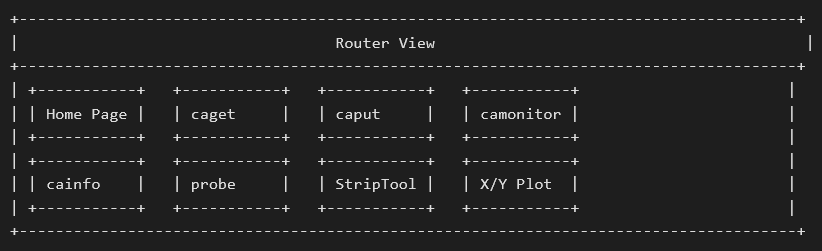 Router View
Home Page caget caput camonitor
cainfo probe StripTool X/Y Plot